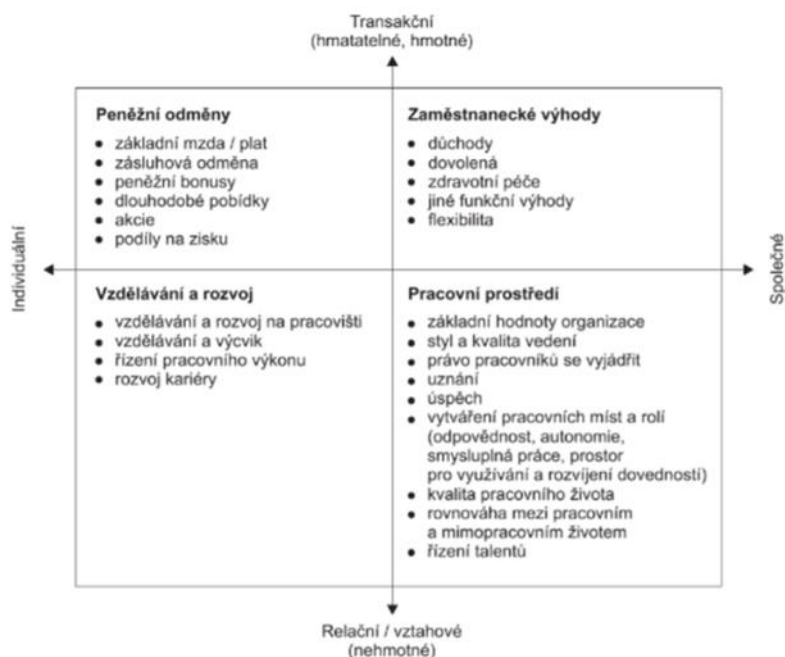 Transakční
(hmatatelné, hmotné)
Peněžní odměny
• základní mzda / plat
• zásluhová odměna
• peněžní bonusy
• dlouhodobé pobídky
• akcie
• podíly na zisku
Zaměstnanecké výhody
• důchody
• dovolená
• zdravotní péče
• jiné funkční výhody
• flexibilita
Individuální
Společné
Vzdělávání a rozvoj
• vzdělávání a rozvoj na pracovišti
• vzdělávání a výcvik
• řízení pracovního výkonu
• rozvoj kariéry
Pracovní prostředí
• základní hodnoty organizace
• styl a kvalita vedení
• právo pracovníků se vyjádřit
• uznání
• úspěch
• vytváření pracovních míst a rolí
(odpovědnost, autonomie,
smysluplná práce, prostor
pro využívání a rozvíjení dovedností)
• kvalita pracovního života
• rovnováha mezi pracovním
a mimopracovním životem
• řízení talentů
Relační / vztahové
(nehmotné)